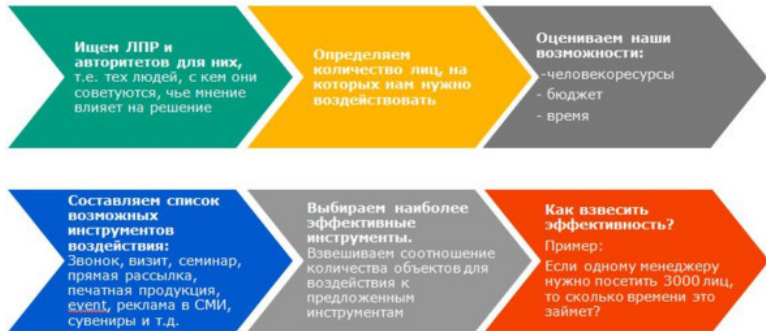 Ищем ЛПР и
авторитетов для них,
т.е. тех людей, с кем они
советуются, чье мнение
влияет на решение
Определяем
количество лиц, на
которых нам нужно
воздействовать
Оцениваем наши
возможности:
-человекоресурсы
- бюджет
- время
Составляем список
возможных
инструментов
воздействия:
Звонок, визит, семинар,
прямая рассылка,
печатная продукция,
event, реклама в СМИ,
сувениры и т.д.
Выбираем наиболее
эффективные
инструменты.
Взвешиваем соотношение
количества объектов для
воздействия к
предложенным
инструментам
Как взвесить
эффективность?
Пример:
Если одному менеджеру
нужно посетить 3000 лиц,
то сколько времени это
займет?